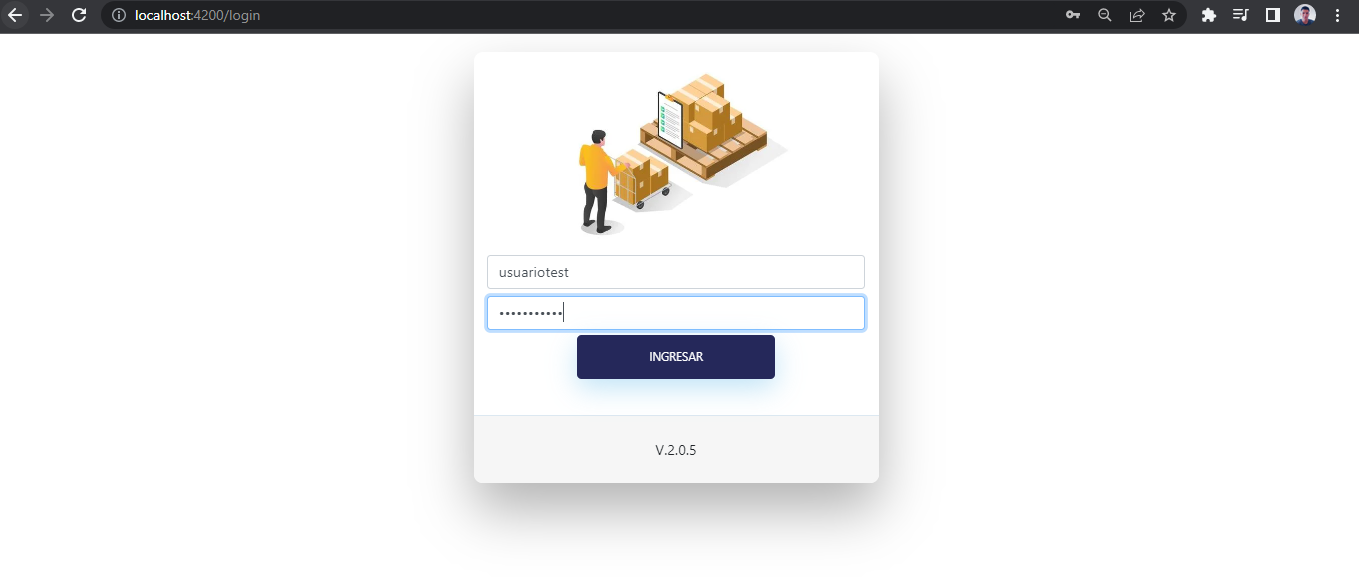 localhost:4200/login
usuariotest
•••••••••••
INGRESAR
V.2.0.5